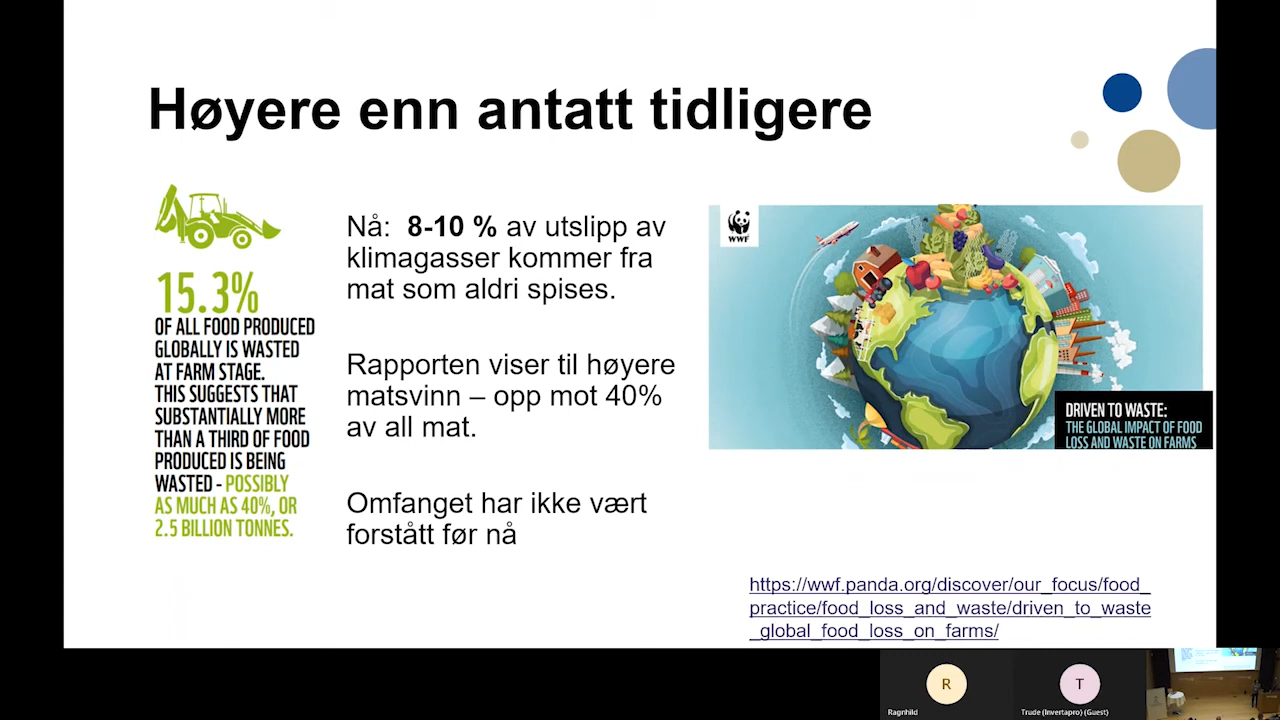 Høyere enn antatt tidligere
15.3%
OF ALL FOOD PRODUCED
GLOBALLY IS WASTED
AT FARM STAGE.
THIS SUGGESTS THAT
SUBSTANTIALLY MORE
THAN A THIRD OF FOOD
PRODUCED IS BEING
WASTED - POSSIBLY
AS MUCH AS 40%, OR
2.5 BILLION TONNES.
Nå: 8-10 % av utslipp av
klimagasser kommer fra
mat som aldri spises.
Rapporten viser til høyere
matsvinn – opp mot 40%
av all mat.
Omfanget har ikke vært
forstått før nå
WWF
DRIVEN TO WASTE:
THE GLOBAL IMPACT OF FOOD
LOSS AND WASTE ON FARMS
https://wwf.panda.org/discover/our_focus/food_
practice/food_loss_and_waste/driven_to_waste
_global_food_loss_on_farms/
R
T
Ragnhild
Trude (Invertapro) (Guest)